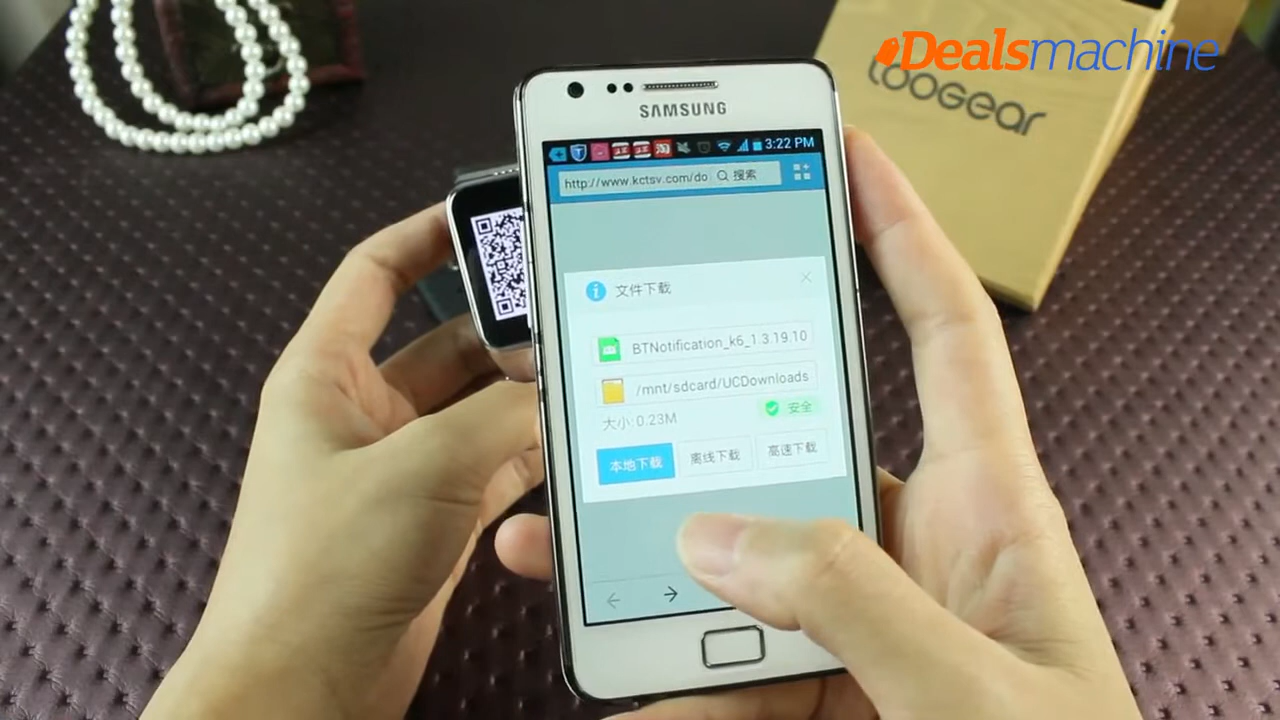 Dealsmachine
LOOGear
SAMSUNG
3:22 PM
http://www.kctsv.com/do 搜索
文件下载
BTNotification_k6_1.3.19.10
/mnt/sdcard/UCDownloads
大小:0.23M 安全
本地下载 离线下载 高速下载